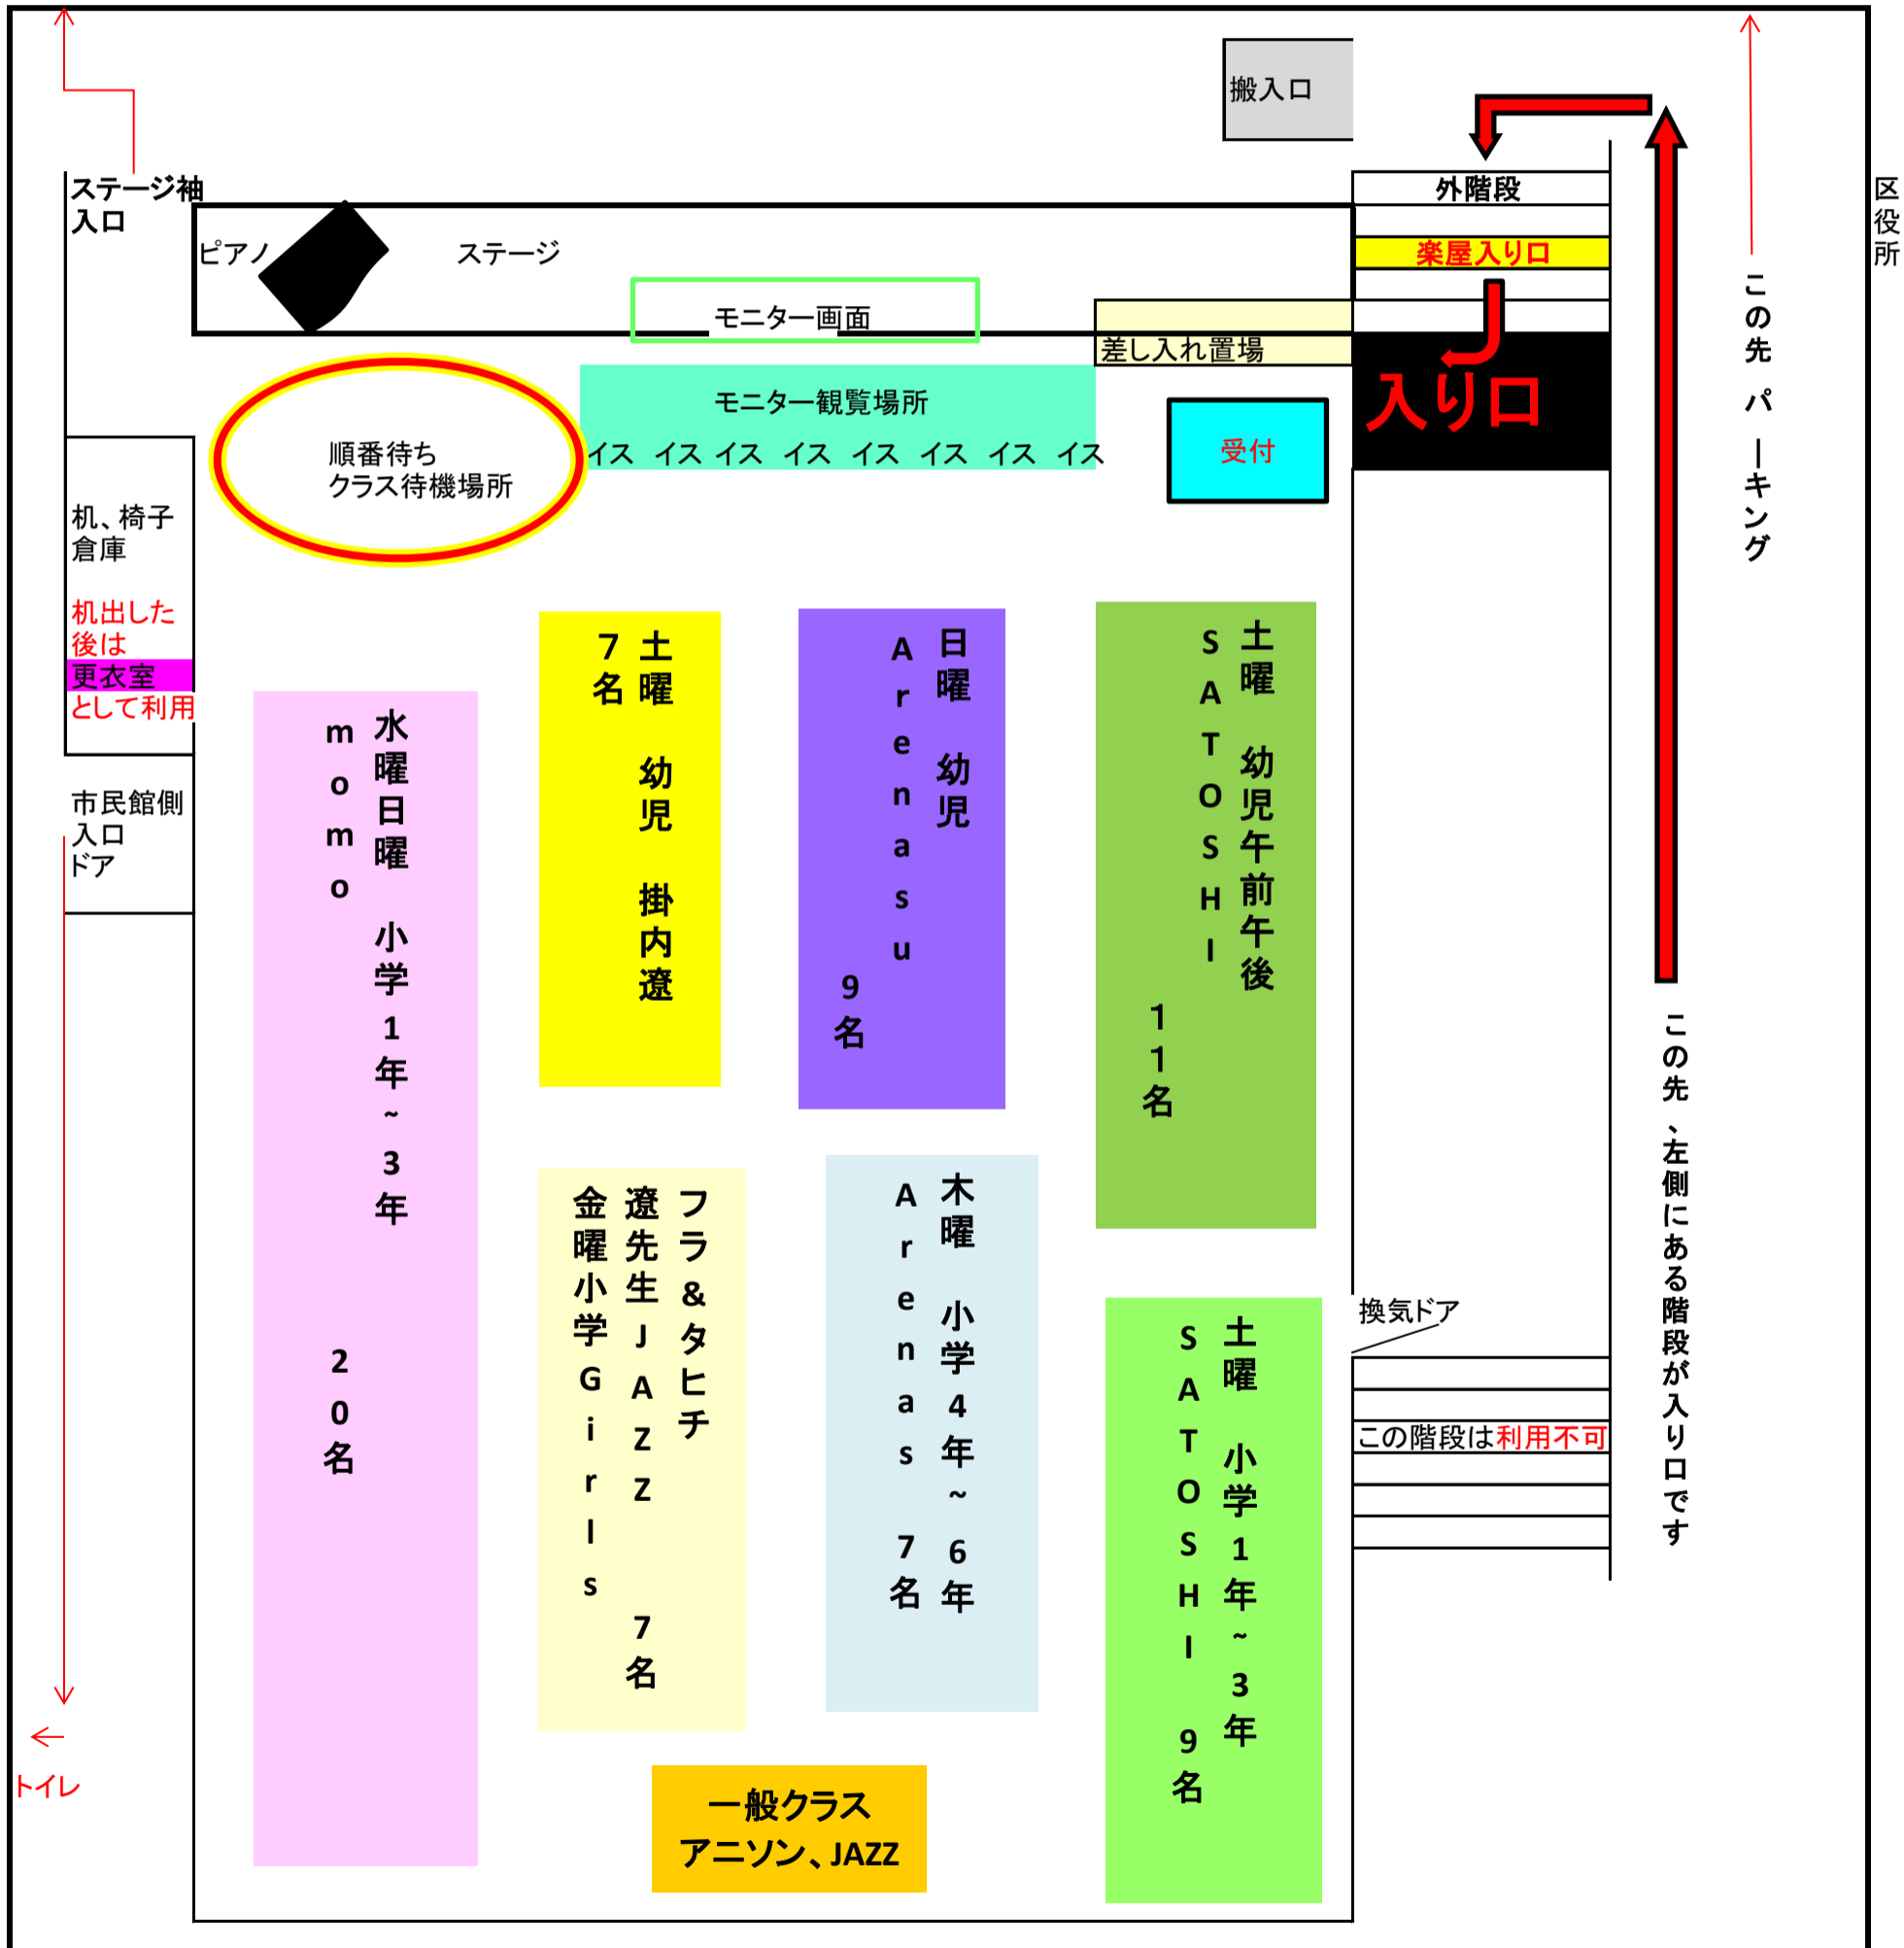 搬入口
ステージ袖
入口
外階段
区役所
ピアノ
ステージ
楽屋入り口
モニター画面
この先 パーキング
差し入れ置場
入り口
モニター観覧場所
イス イス イス イス イス イス イス イス
受付
順番待ち
クラス待機場所
机、椅子
倉庫
机出した
後は
更衣室
として利用
市民館側
入口
ドア
土曜 幼児午前午後
SATOSHI
11名
日曜 幼児
Arenasu
9名
土曜 幼児 掛内遼
7名
水曜日曜 小学1年~3年
momo 20名
この先、左側にある階段が入り口です
フラ&タヒチ
遼先生JAZZ 7名
金曜小学Girls
木曜 小学4年~6年
Arenas 7名
土曜 小学1年~3年
SATOSHI 9名
換気ドア
この階段は利用不可
トイレ
一般クラス
アニソン、JAZZ